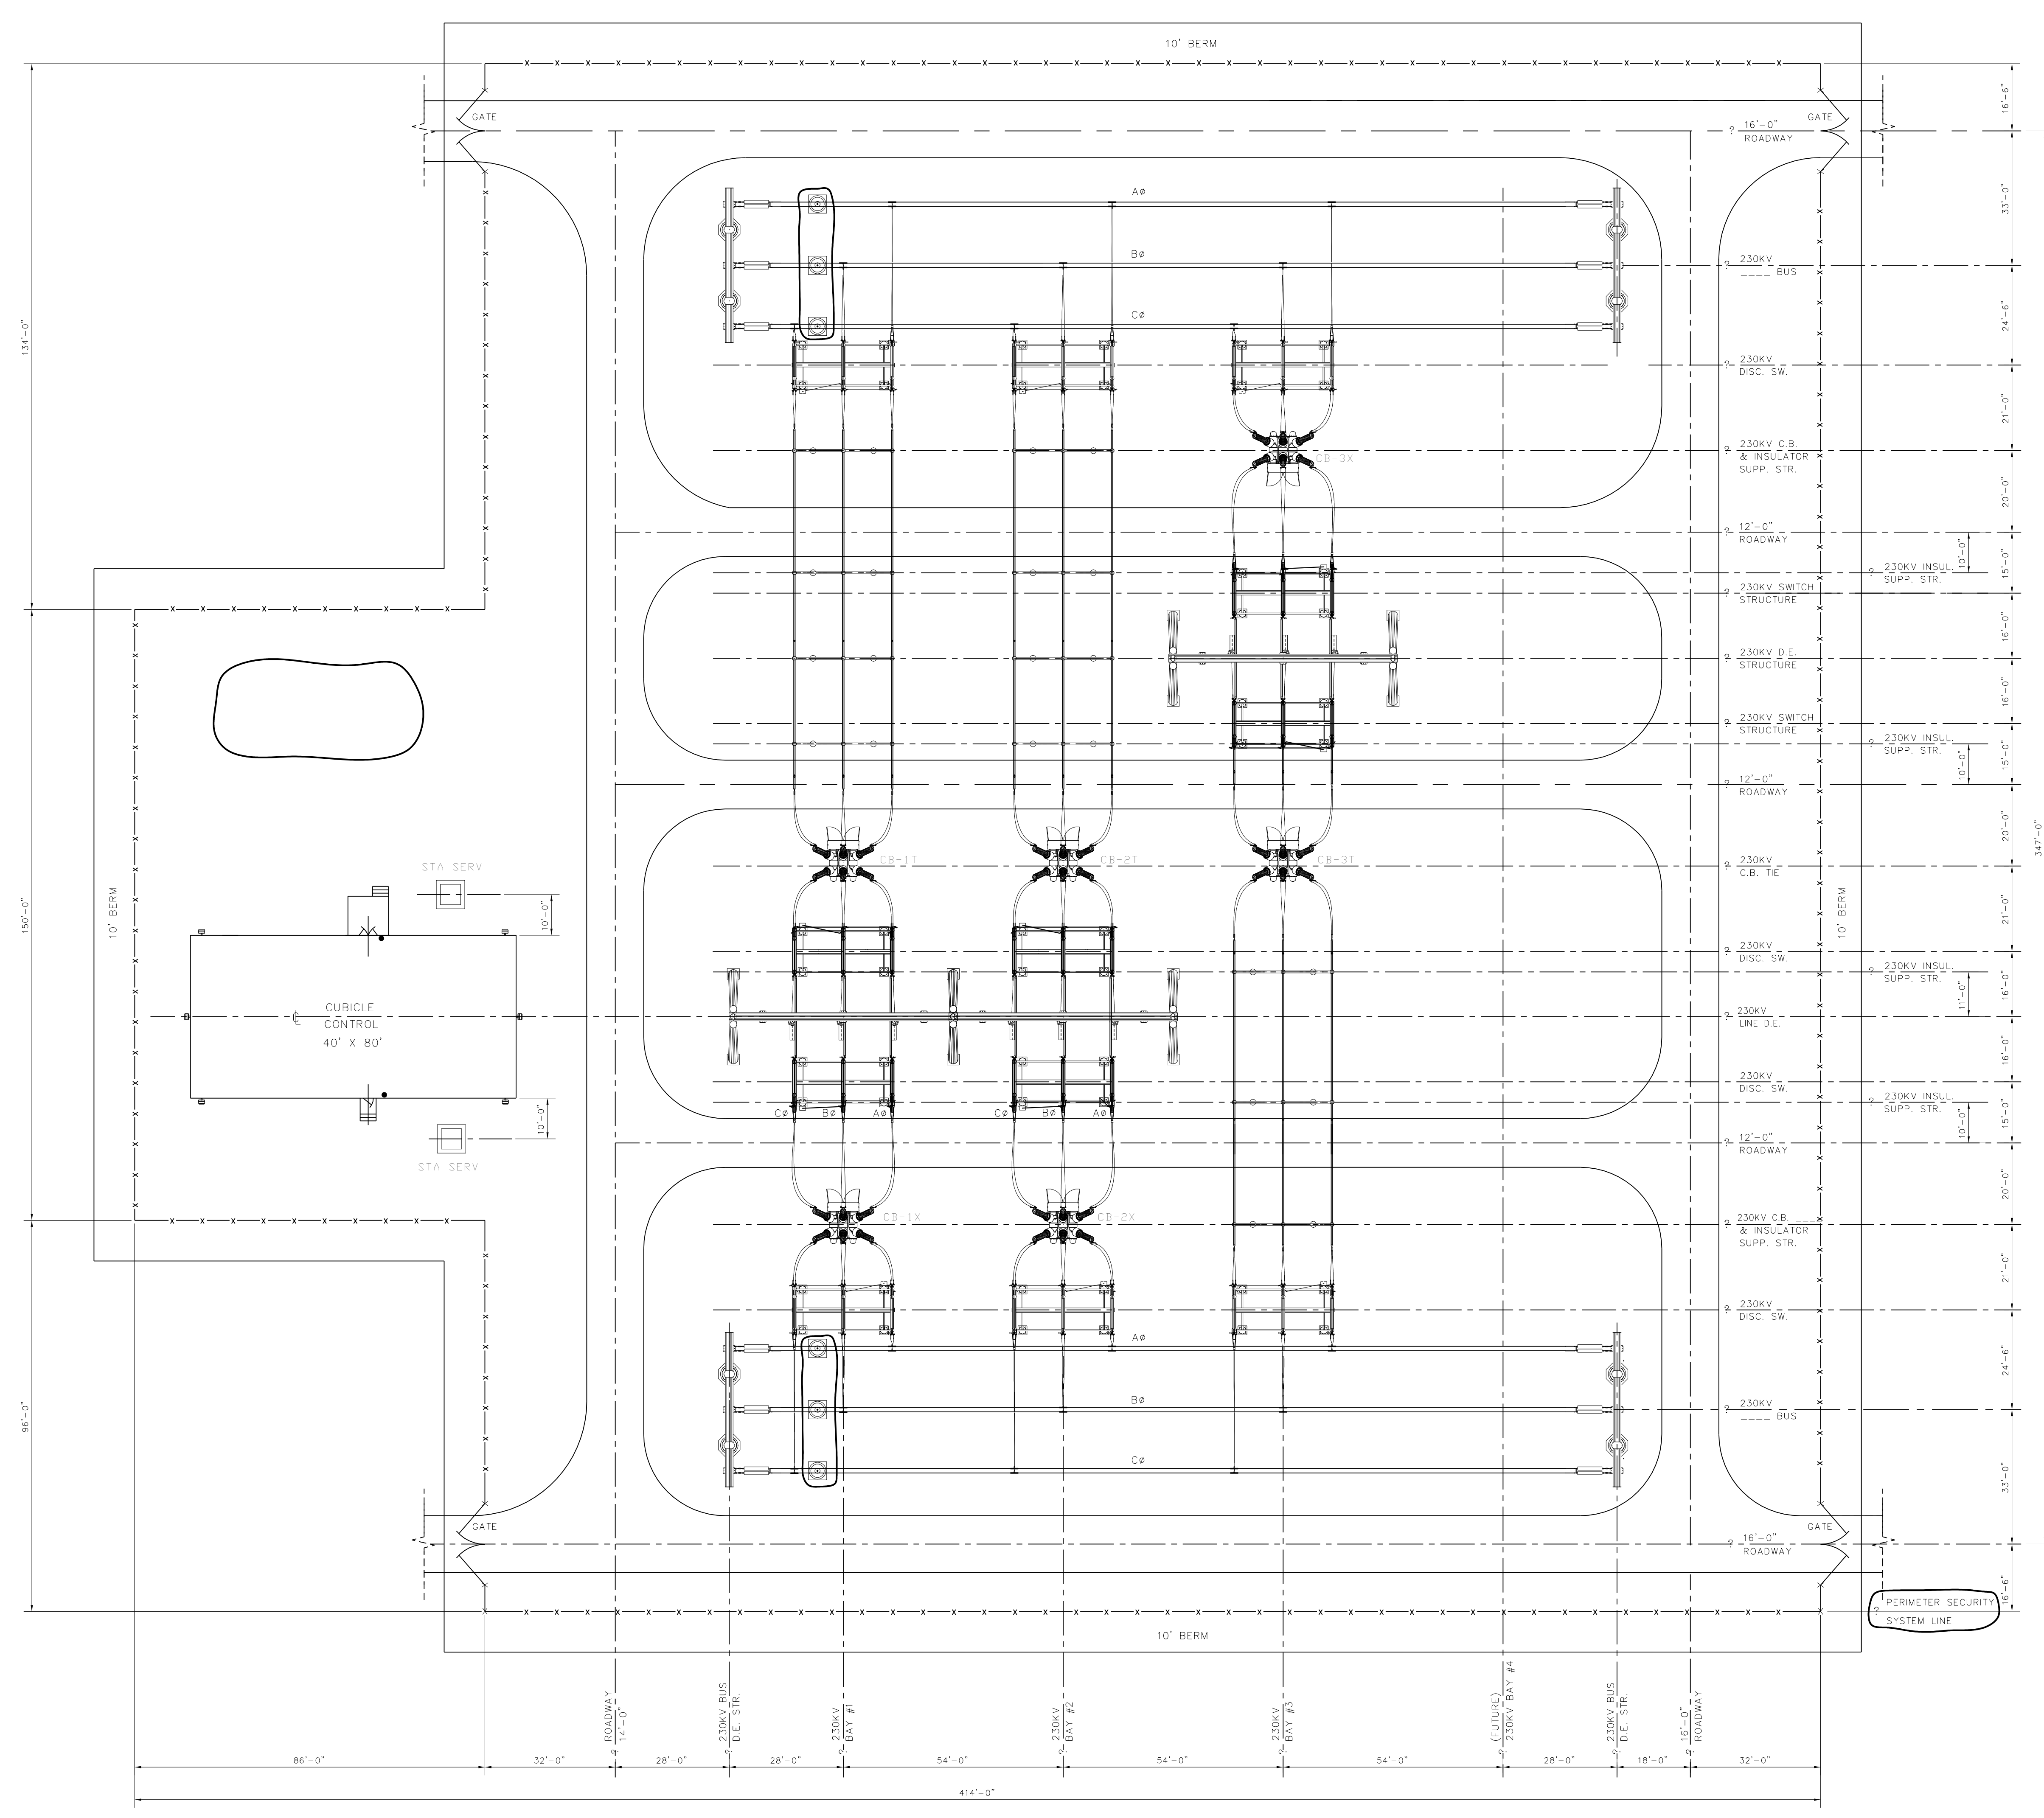 10' BERM
GATE
16'-0"
ROADWAY
GATE
16'-6"
33'-0"
AØ
BØ
CØ
230KV
____ BUS
24'-6"
230KV
DISC. SW.
21'-0"
134'-0"
230KV C.B.
& INSULATOR
SUPP. STR.
CB-3X
20'-0"
12'-0"
ROADWAY
10'-0"
15'-0"
230KV INSUL.
SUPP. STR.
230KV SWITCH
STRUCTURE
16'-0"
230KV D.E.
STRUCTURE
16'-0"
230KV SWITCH
STRUCTURE
230KV INSUL.
SUPP. STR.
10'-0"
15'-0"
12'-0"
ROADWAY
20'-0"
347'-0"
STA SERV
CB-1T
CB-2T
CB-3T
230KV
C.B. TIE
10'-0"
150'-0"
10' BERM
10' BERM
21'-0"
230KV
DISC. SW.
230KV INSUL.
SUPP. STR.
11'-0"
16'-0"
CUBICLE
CONTROL
40' X 80'
230KV
LINE D.E.
16'-0"
230KV
DISC. SW.
230KV INSUL.
SUPP. STR.
CØ BØ AØ
CØ BØ AØ
10'-0"
10'-0"
15'-0"
12'-0"
ROADWAY
STA SERV
20'-0"
CB-1X
CB-2X
230KV C.B. ____
& INSULATOR
SUPP. STR.
21'-0"
230KV
DISC. SW.
AØ
24'-6"
96'-0"
BØ
230KV
____ BUS
CØ
33'-0"
GATE
GATE
16'-0"
ROADWAY
16'-6"
PERIMETER SECURITY
SYSTEM LINE
10' BERM
ROADWAY
14'-0"
230KV BUS
D.E. STR.
230KV
BAY #1
230KV
BAY #2
230KV
BAY #3
(FUTURE)
230KV BAY #4
230KV BUS
D.E. STR.
16'-0"
ROADWAY
86'-0"
32'-0"
28'-0"
28'-0"
54'-0"
54'-0"
54'-0"
28'-0"
18'-0"
32'-0"
414'-0"